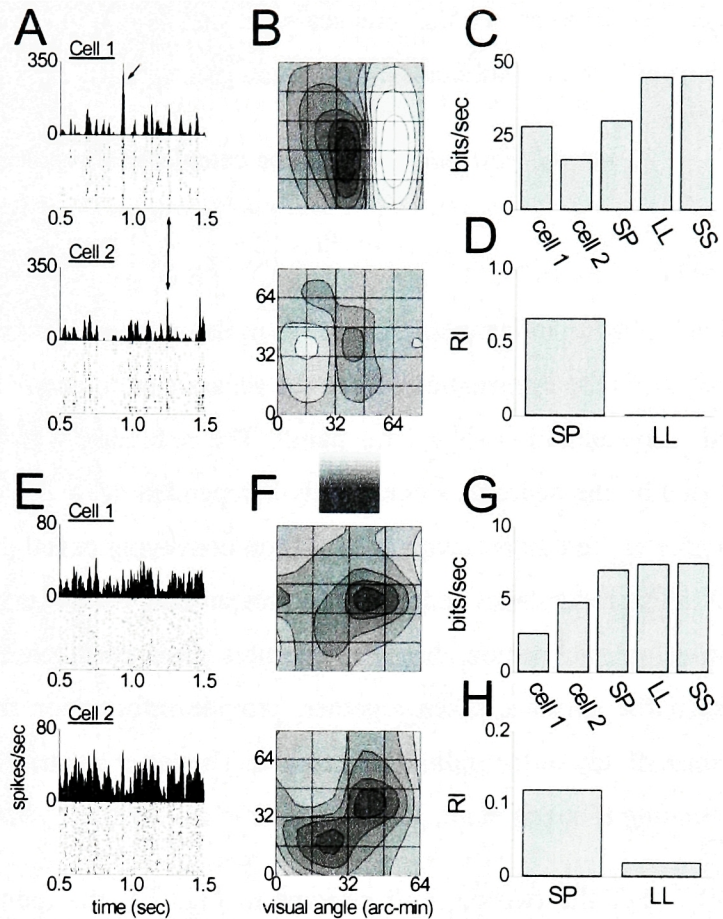 A
Cell 1
350
0
0.5 1.0 1.5
Cell 2
350
0
0.5 1.0 1.5
B
64
32
0
0 32 64
C
50
25
0
bits/sec
cell 1 cell 2 SP LL SS
D
1.0
0.5
0
RI
SP LL
E
Cell 1
80
0
0.5 1.0 1.5
Cell 2
80
0
spikes/sec
0.5 1.0 1.5
time (sec)
F
64
32
0
0 32 64
visual angle (arc-min)
G
10
5
0
bits/sec
cell 1 cell 2 SP LL SS
H
0.2
0.1
0
RI
SP LL